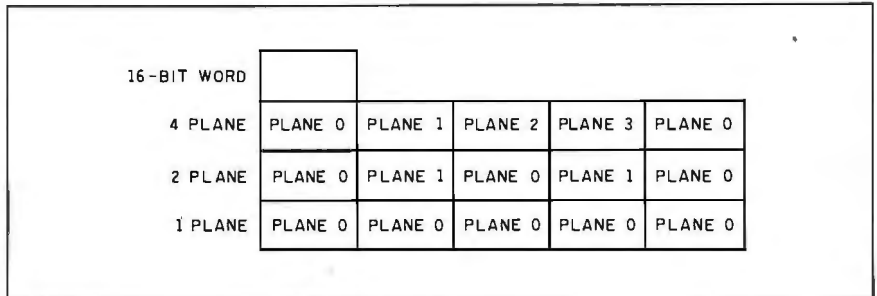 16-BIT WORD
4 PLANE PLANE 0 PLANE 1 PLANE 2 PLANE 3 PLANE 0
2 PLANE PLANE 0 PLANE 1 PLANE 0 PLANE 1 PLANE 0
1 PLANE PLANE 0 PLANE 0 PLANE 0 PLANE 0 PLANE 0